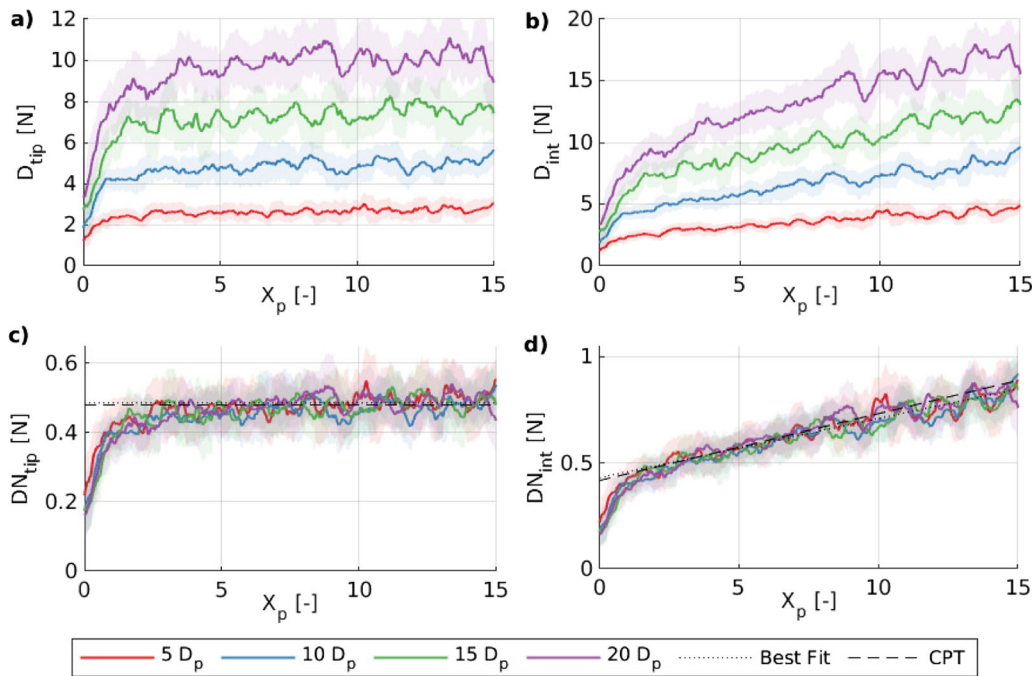 a)
12
10
8
6
4
2
0
D_tip [N]
0 5 10 15
X_p [-]
b)
20
15
10
5
0
D_int [N]
0 5 10 15
X_p [-]
c)
0.6
0.4
0.2
0
DN_tip [N]
0 5 10 15
X_p [-]
d)
1
0.5
0
DN_int [N]
0 5 10 15
X_p [-]
5 D_p 10 D_p 15 D_p 20 D_p Best Fit CPT